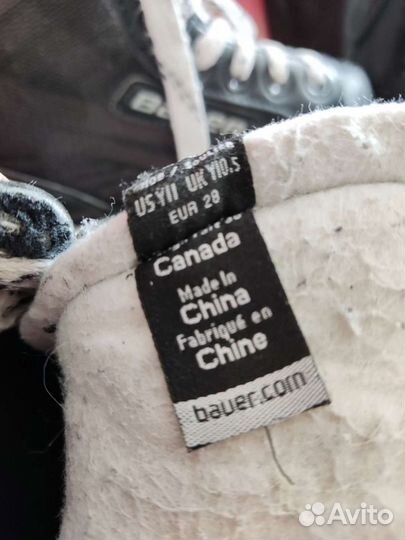 US Y11 UK Y10.5
EUR 28
Canada
Made in
China
Fabriqué en
Chine
bauer.com
Avito